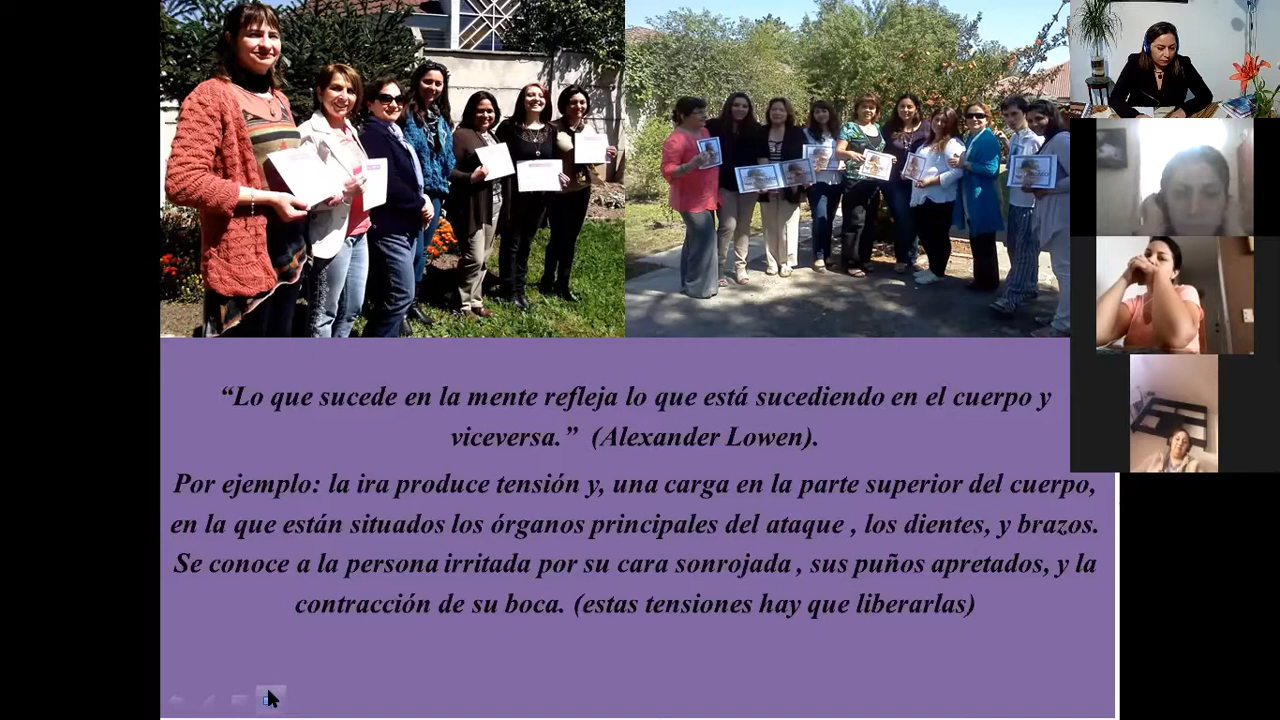 “Lo que sucede en la mente refleja lo que está sucediendo en el cuerpo y
viceversa.” (Alexander Lowen).
Por ejemplo: la ira produce tensión y, una carga en la parte superior del cuerpo,
en la que están situados los órganos principales del ataque , los dientes, y brazos.
Se conoce a la persona irritada por su cara sonrojada , sus puños apretados, y la
contracción de su boca. (estas tensiones hay que liberarlas)